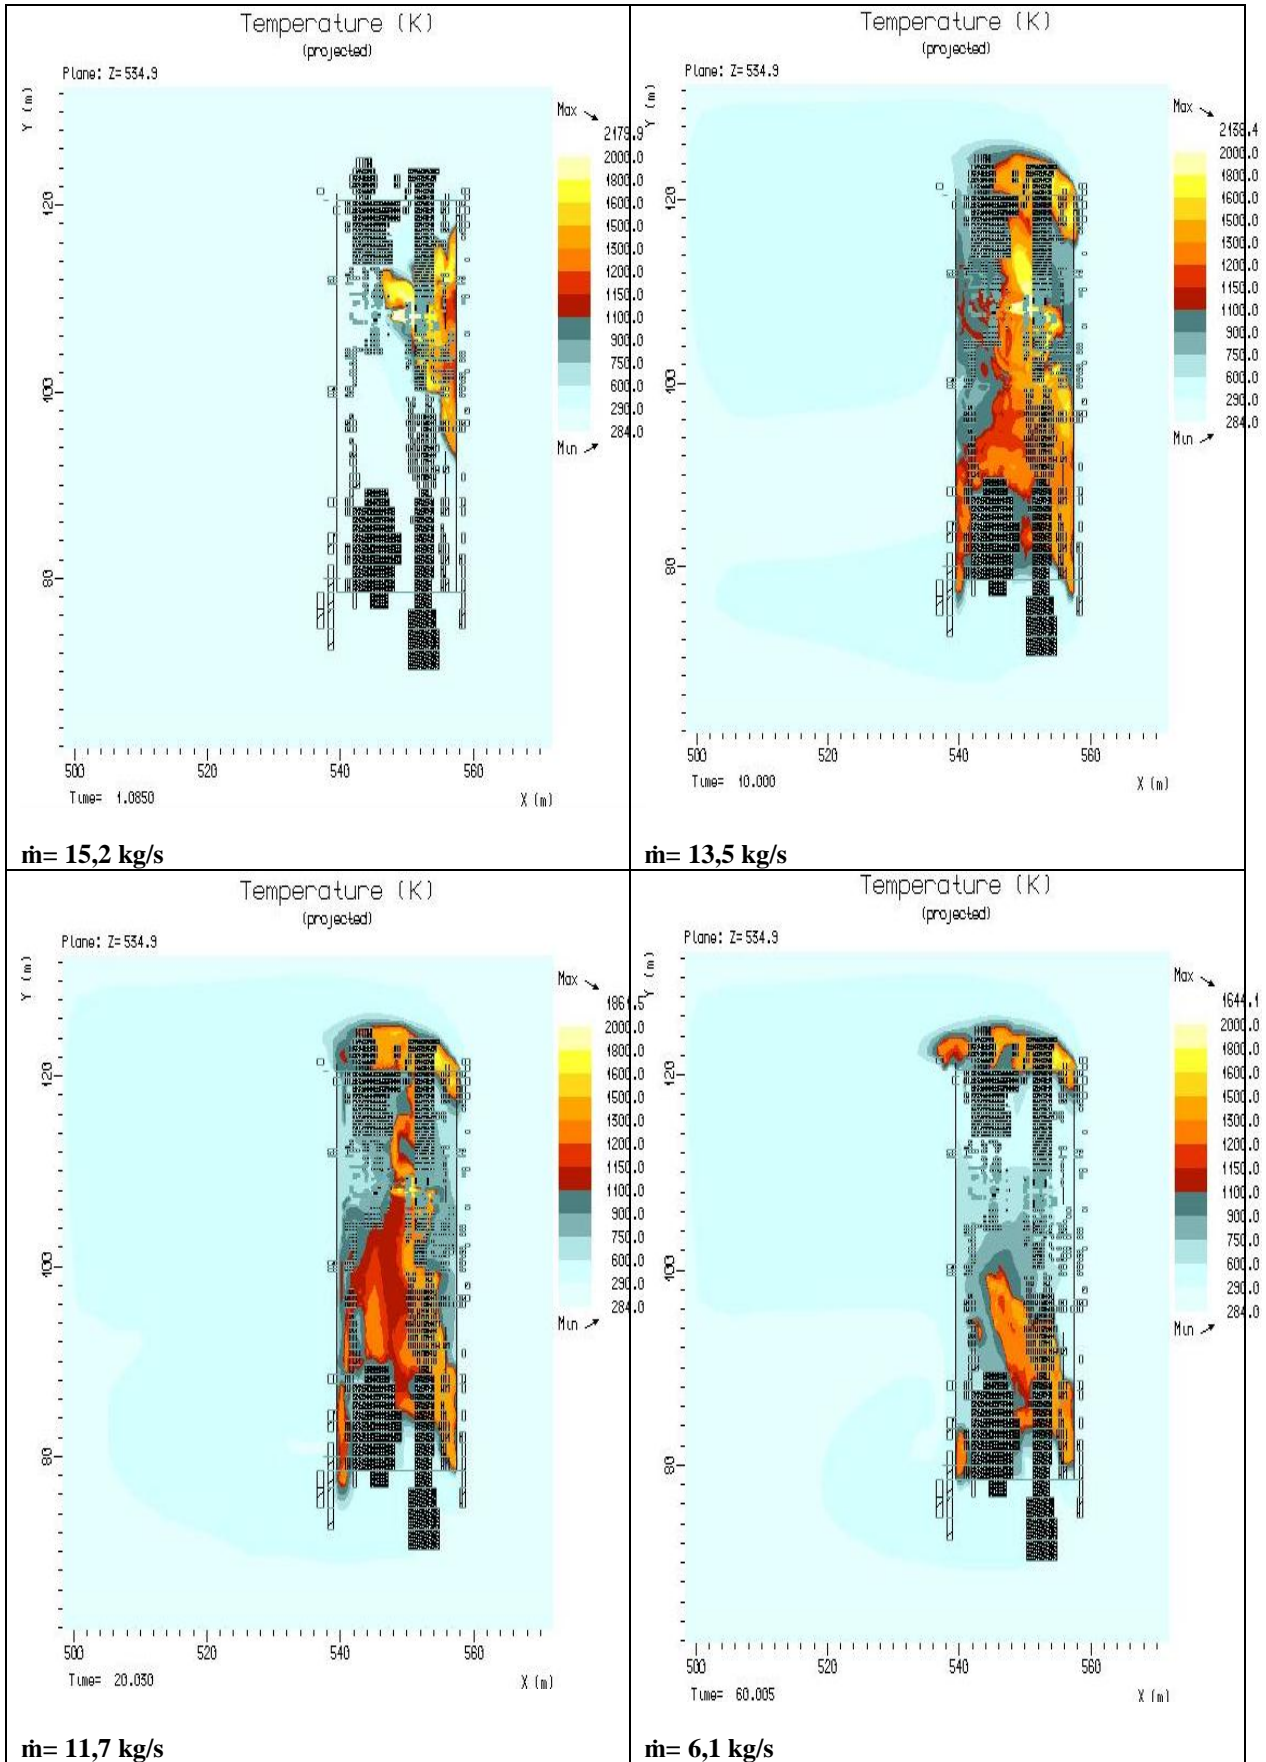 Temperature (K)
(projected)
Plane: Z=534.9
Y (m)
Max
2179.9
2000.0
1800.0
1600.0
1500.0
1300.0
1200.0
1150.0
1100.0
900.0
750.0
600.0
290.0
284.0
Min
120
100
80
500 520 540 560
Time= 1.0850 X (m)
ṁ= 15,2 kg/s
Temperature (K)
(projected)
Plane: Z=534.9
Y (m)
Max
2138.4
2000.0
1800.0
1600.0
1500.0
1300.0
1200.0
1150.0
1100.0
900.0
750.0
600.0
290.0
284.0
Min
120
100
80
500 520 540 560
Time= 10.000 X (m)
ṁ= 13,5 kg/s
Temperature (K)
(projected)
Plane: Z=534.9
Y (m)
Max
1861.5
2000.0
1800.0
1600.0
1500.0
1300.0
1200.0
1150.0
1100.0
900.0
750.0
600.0
290.0
284.0
Min
120
100
80
500 520 540 560
Time= 20.030 X (m)
ṁ= 11,7 kg/s
Temperature (K)
(projected)
Plane: Z=534.9
Y (m)
Max
1644.1
2000.0
1800.0
1600.0
1500.0
1300.0
1200.0
1150.0
1100.0
900.0
750.0
600.0
290.0
284.0
Min
120
100
80
500 520 540 560
Time= 60.005 X (m)
ṁ= 6,1 kg/s